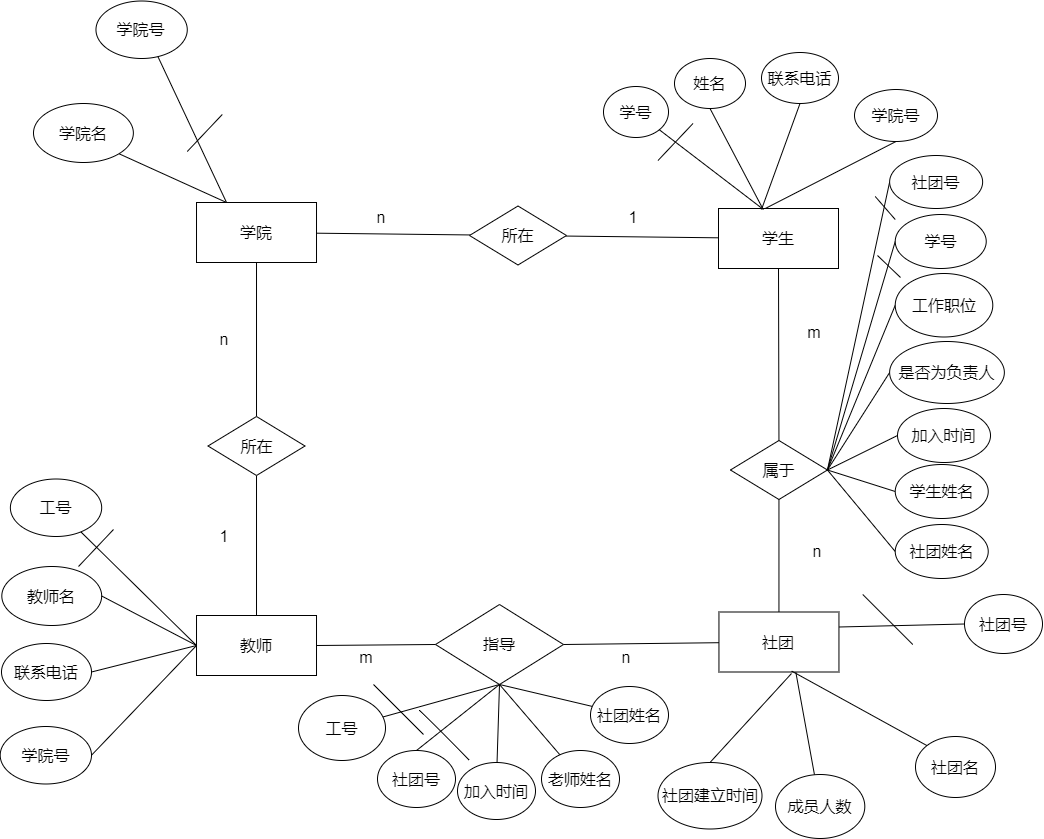 学院号
学院名
学号
姓名
联系电话
学院号
学院
n
所在
1
学生
社团号
学号
工作职位
是否为负责人
加入时间
学生姓名
社团姓名
m
属于
n
n
所在
1
工号
教师名
联系电话
学院号
教师
m
指导
n
社团
社团号
工号
社团号
加入时间
老师姓名
社团姓名
社团建立时间
成员人数
社团名